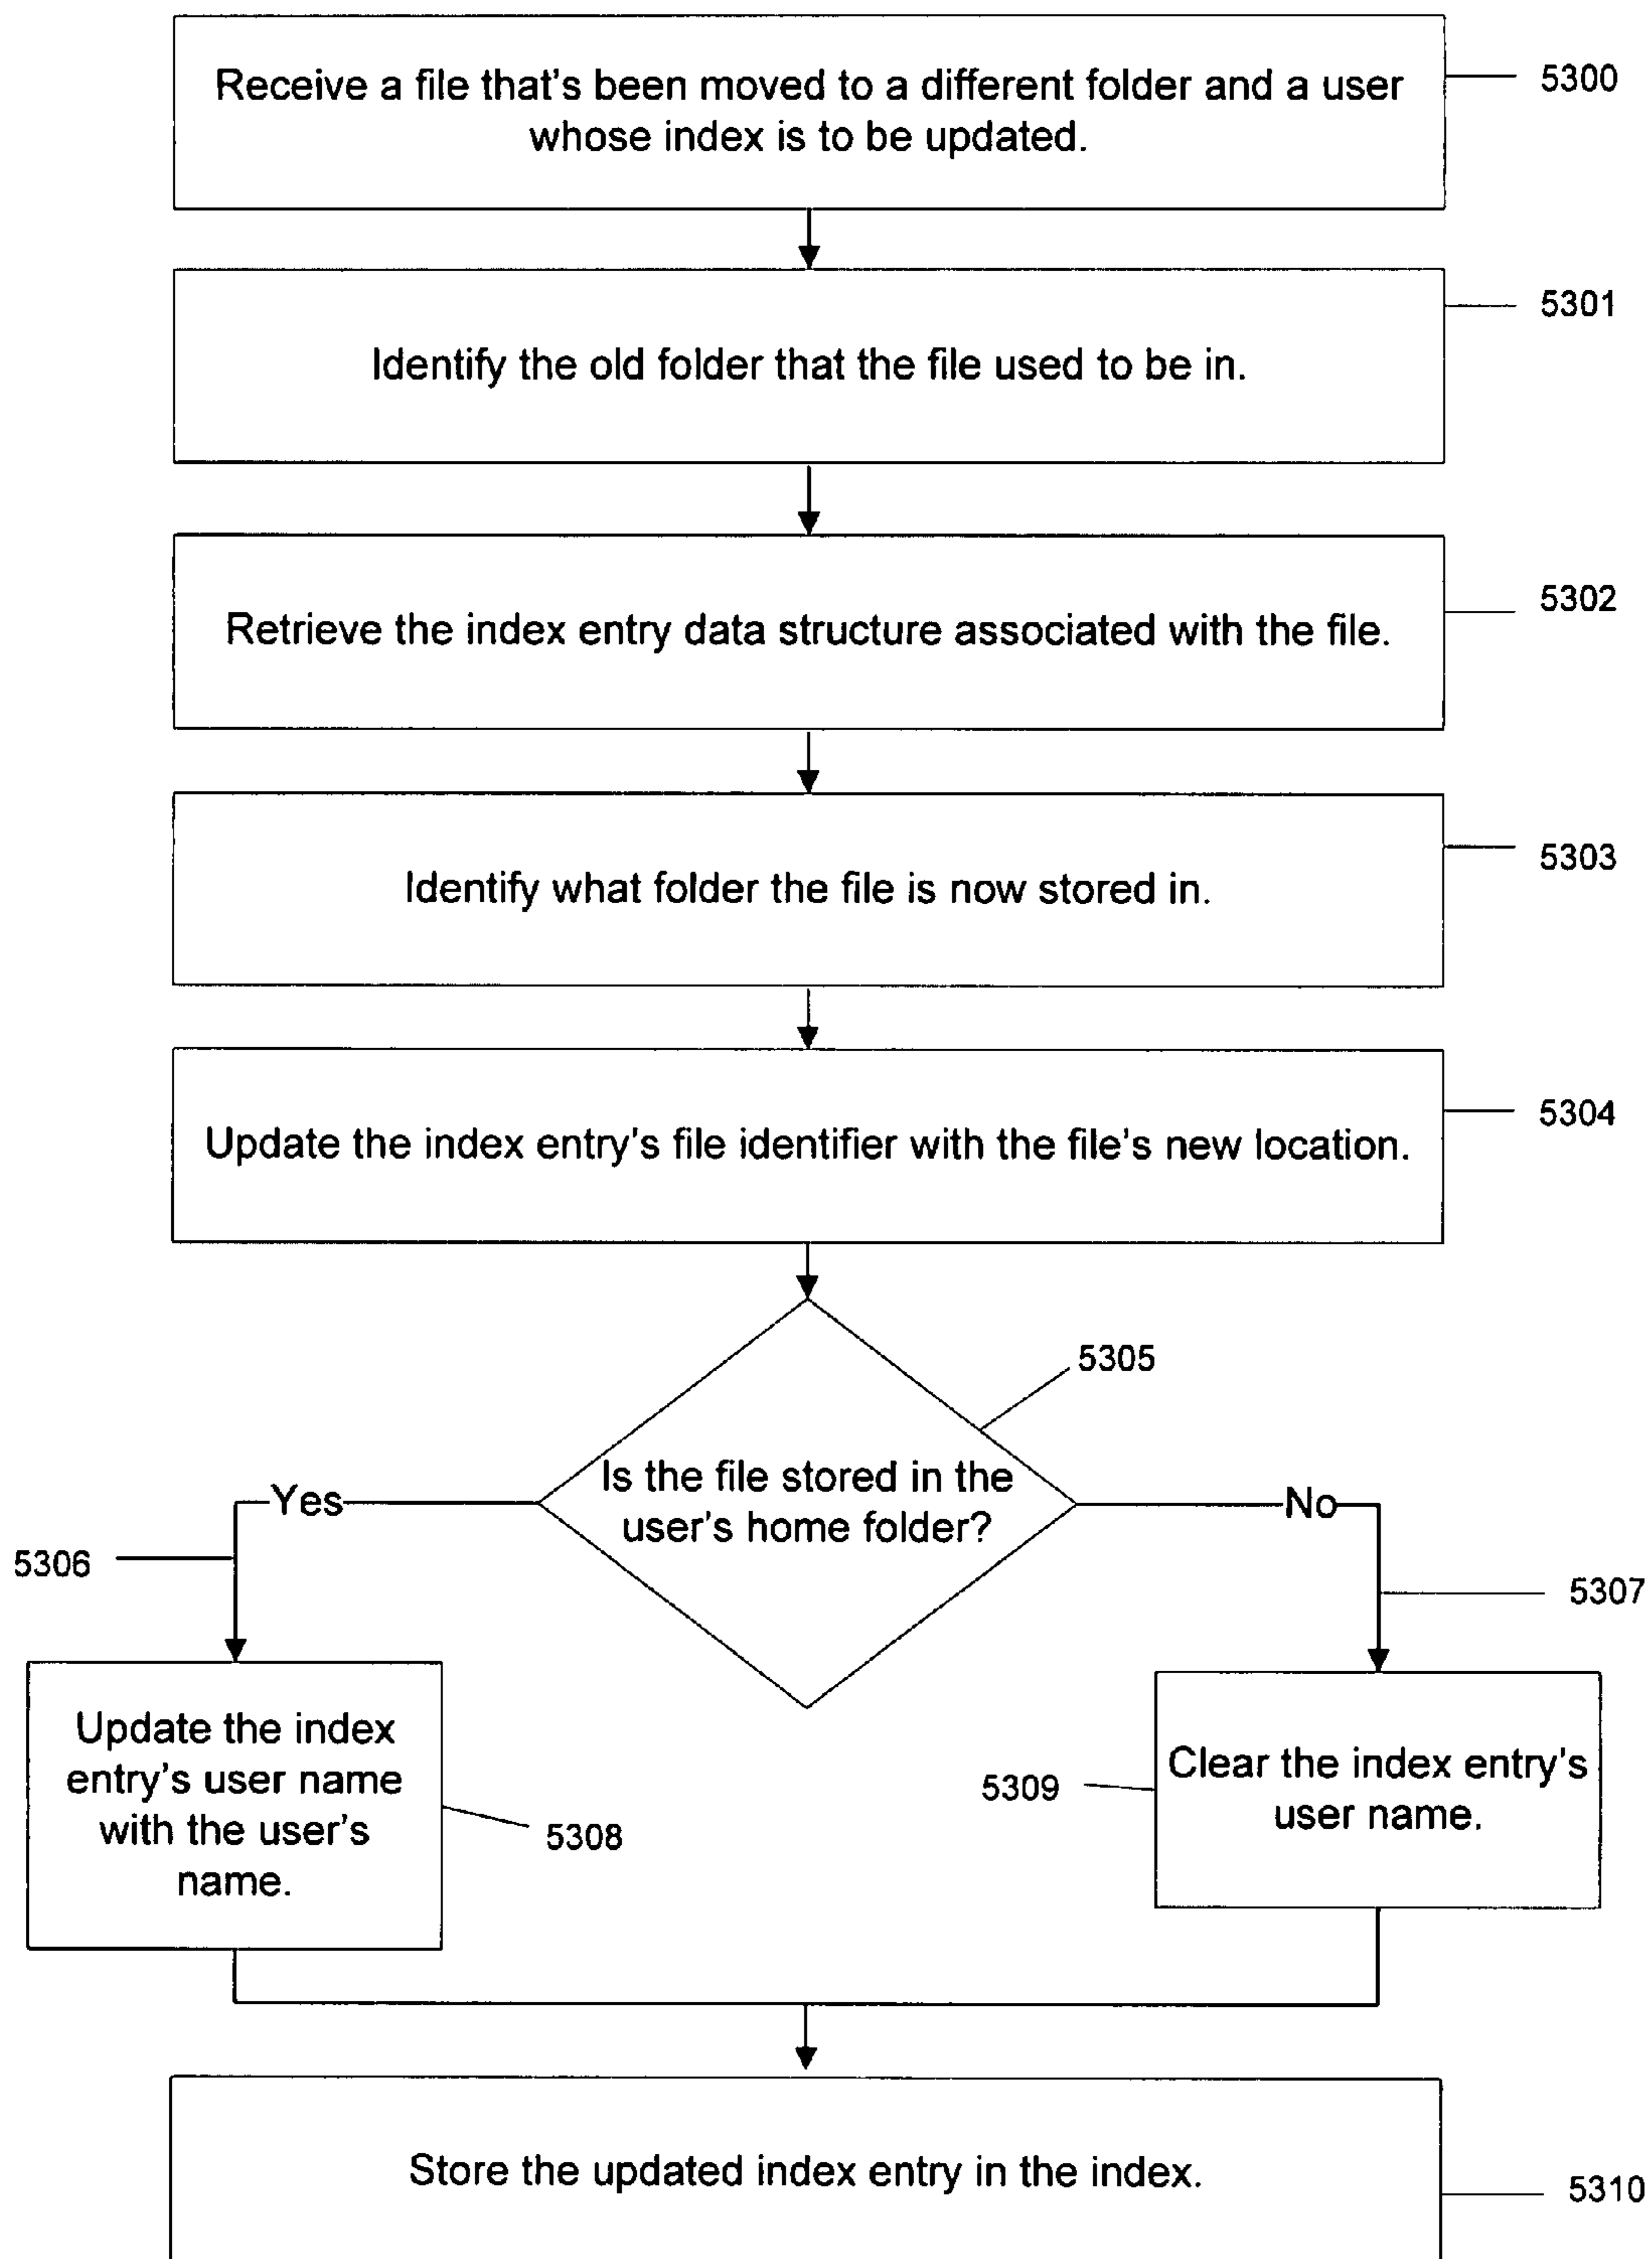 Receive a file that's been moved to a different folder and a user
whose index is to be updated.
5300
Identify the old folder that the file used to be in.
5301
Retrieve the index entry data structure associated with the file.
5302
Identify what folder the file is now stored in.
5303
Update the index entry's file identifier with the file's new location.
5304
5305
Is the file stored in the
user's home folder?
Yes
No
5306
5307
Update the index
entry's user name
with the user's
name.
5308
5309
Clear the index entry's
user name.
Store the updated index entry in the index.
5310